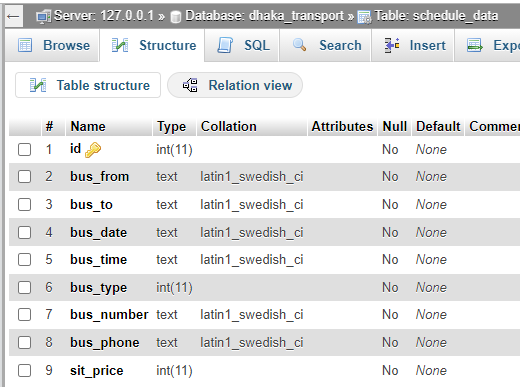 ← Server: 127.0.0.1 » Database: dhaka_transport » Table: schedule_data
Browse Structure SQL Search Insert Expo
Table structure Relation view
# Name Type Collation Attributes Null Default Commen
1 id int(11) No None
2 bus_from text latin1_swedish_ci No None
3 bus_to text latin1_swedish_ci No None
4 bus_date text latin1_swedish_ci No None
5 bus_time text latin1_swedish_ci No None
6 bus_type int(11) No None
7 bus_number text latin1_swedish_ci No None
8 bus_phone text latin1_swedish_ci No None
9 sit_price int(11) No None